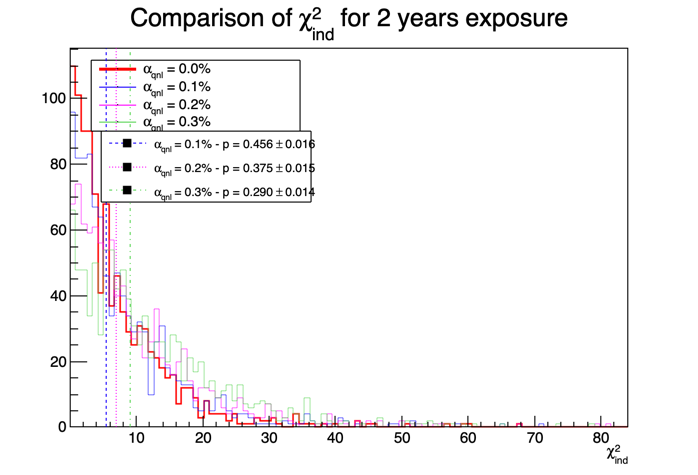 Comparison of χ²ind for 2 years exposure
αqnl = 0.0%
αqnl = 0.1%
αqnl = 0.2%
αqnl = 0.3%
αqnl = 0.1% - p = 0.456 ± 0.016
αqnl = 0.2% - p = 0.375 ± 0.015
αqnl = 0.3% - p = 0.290 ± 0.014
100
80
60
40
20
0
10 20 30 40 50 60 70 80
χ²ind